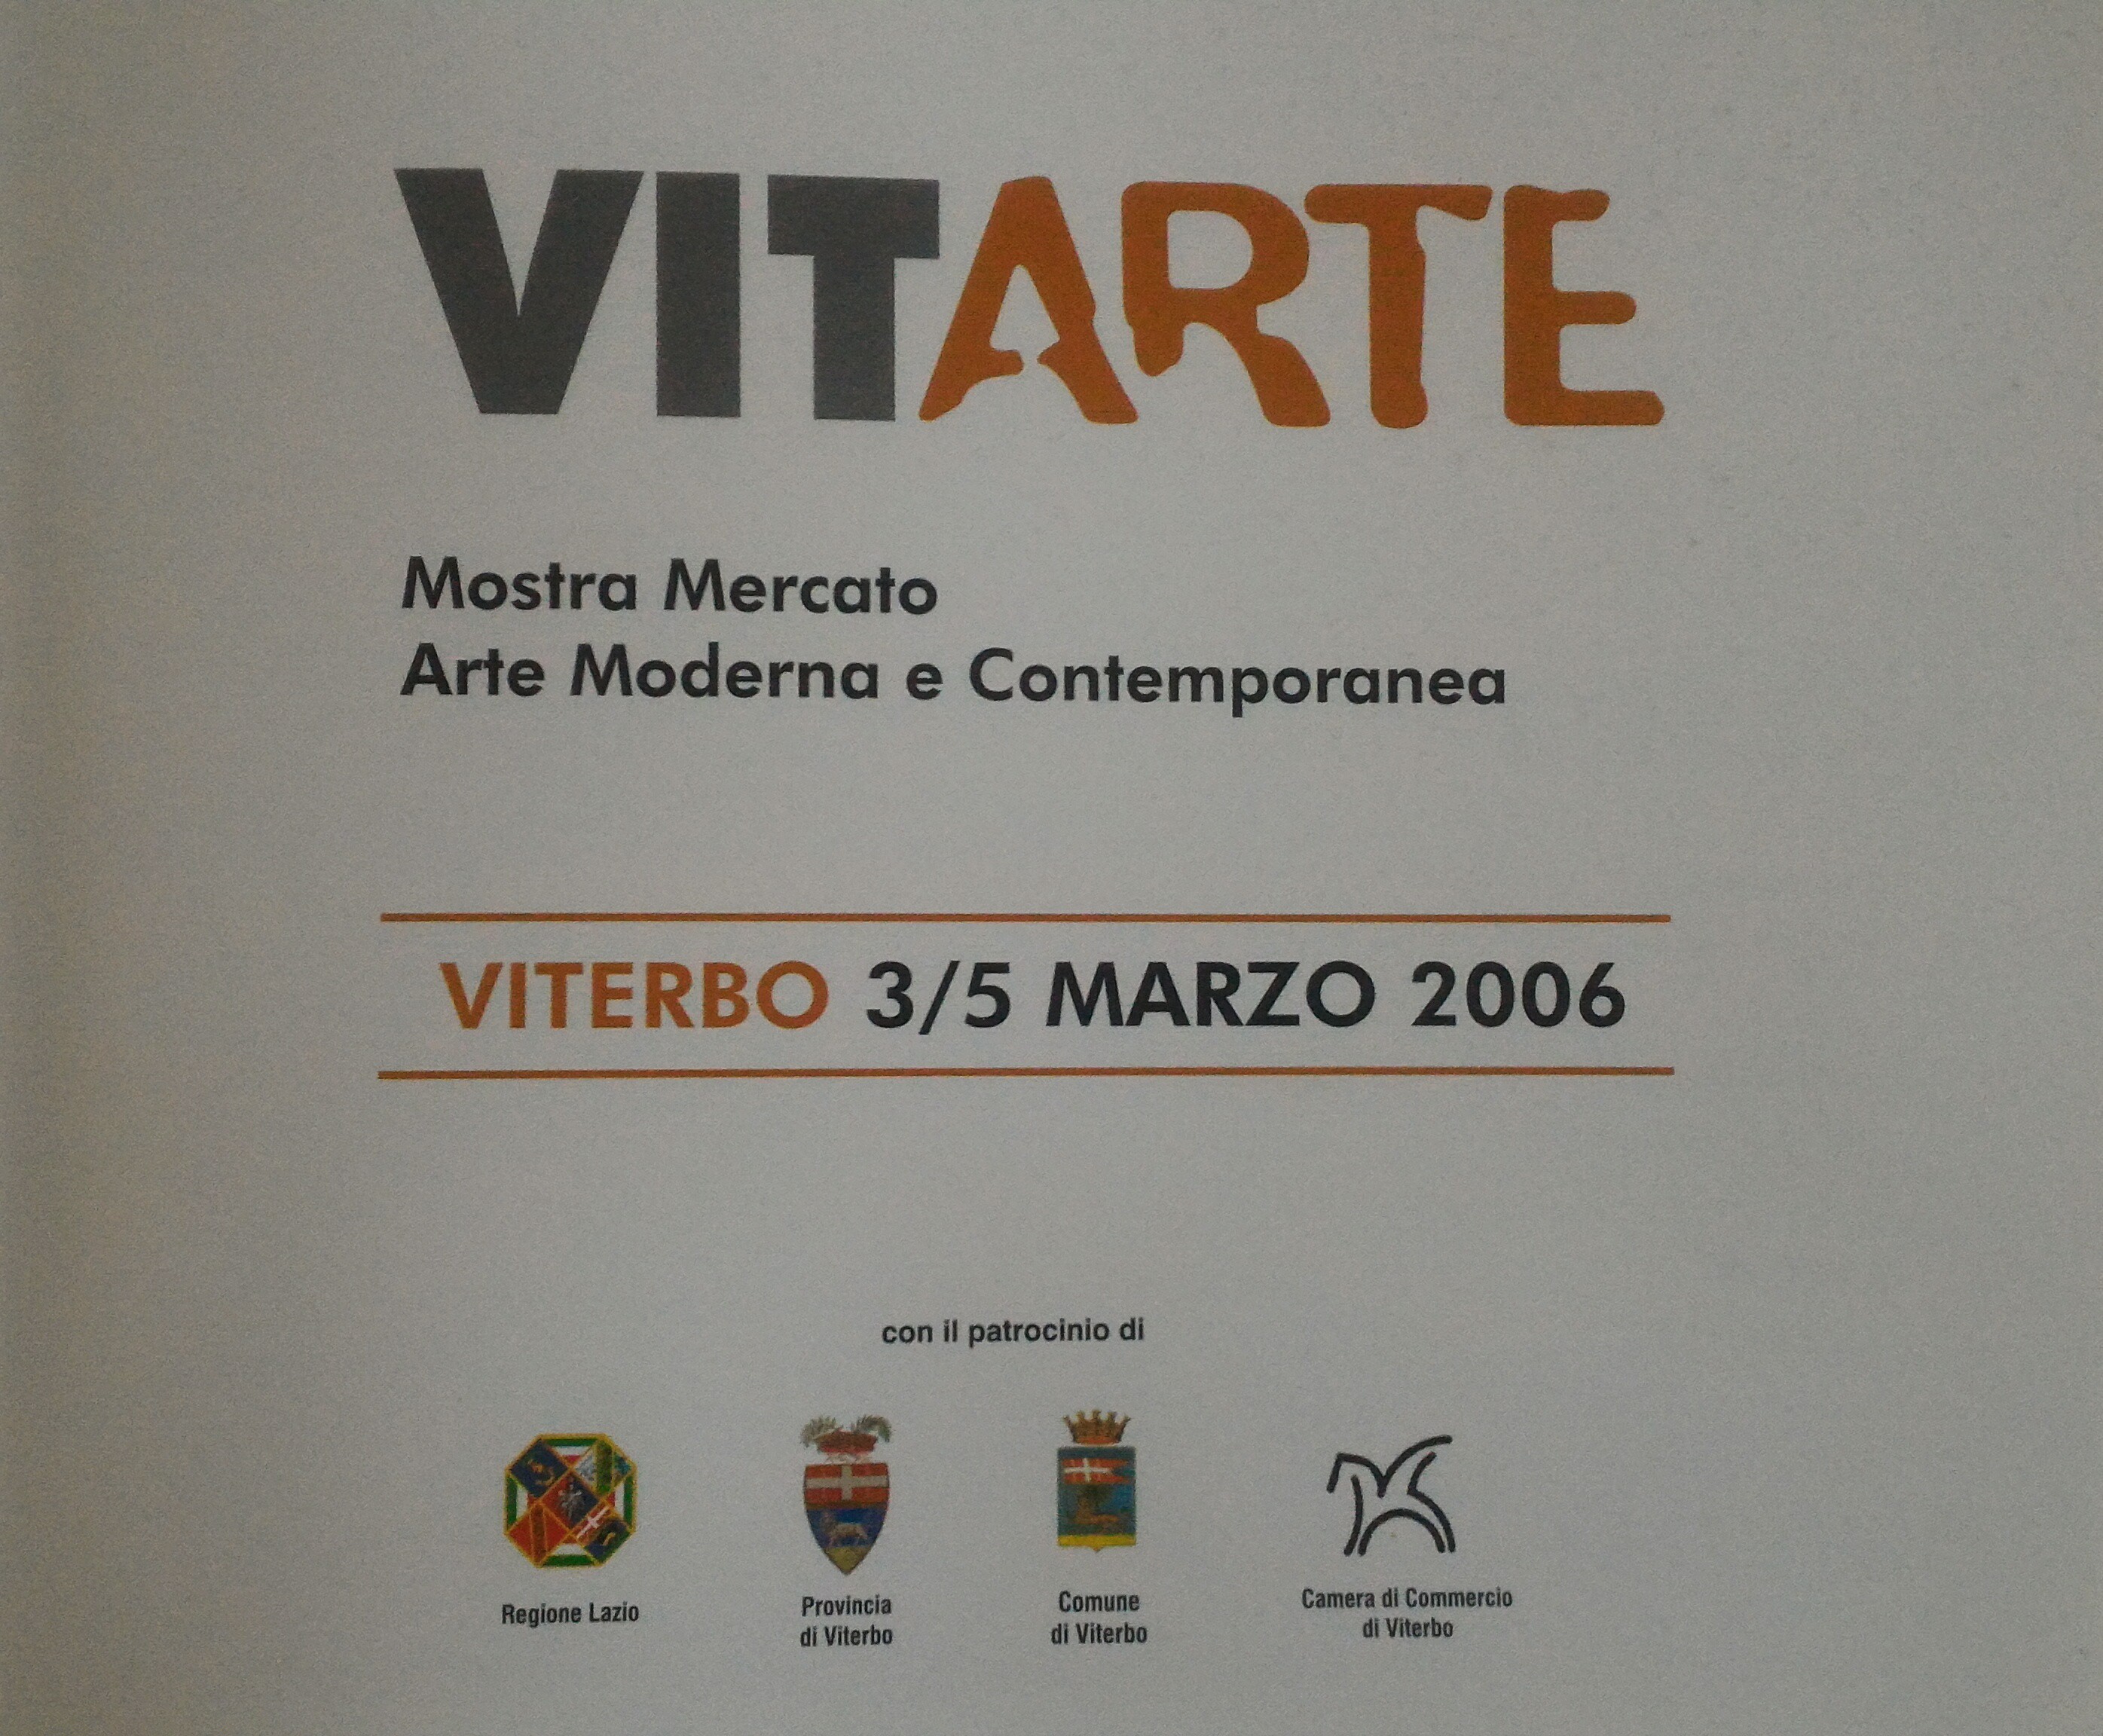 VITARTE
Mostra Mercato
Arte Moderna e Contemporanea
VITERBO 3/5 MARZO 2006
con il patrocinio di
Regione Lazio
Provincia
di Viterbo
Comune
di Viterbo
Camera di Commercio
di Viterbo